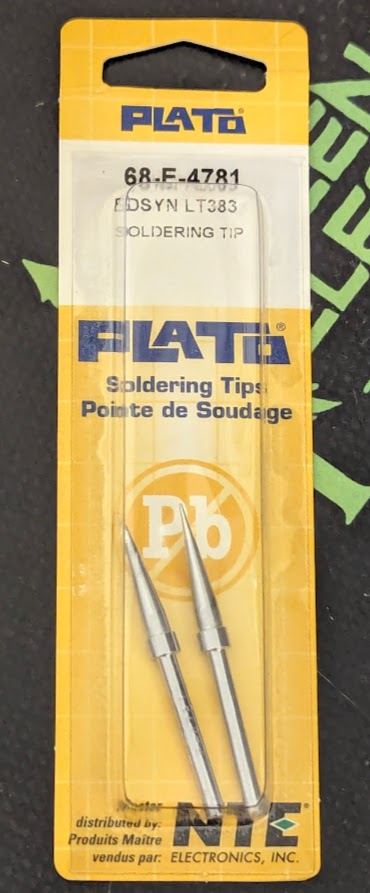 PLATO®
68-E-4781
EDSYN LT383
SOLDERING TIP
PLATO®
Soldering Tips
Pointe de Soudage
Pb
Master
distributed by:
Produits Maître
vendus par:
NTE®
ELECTRONICS, INC.